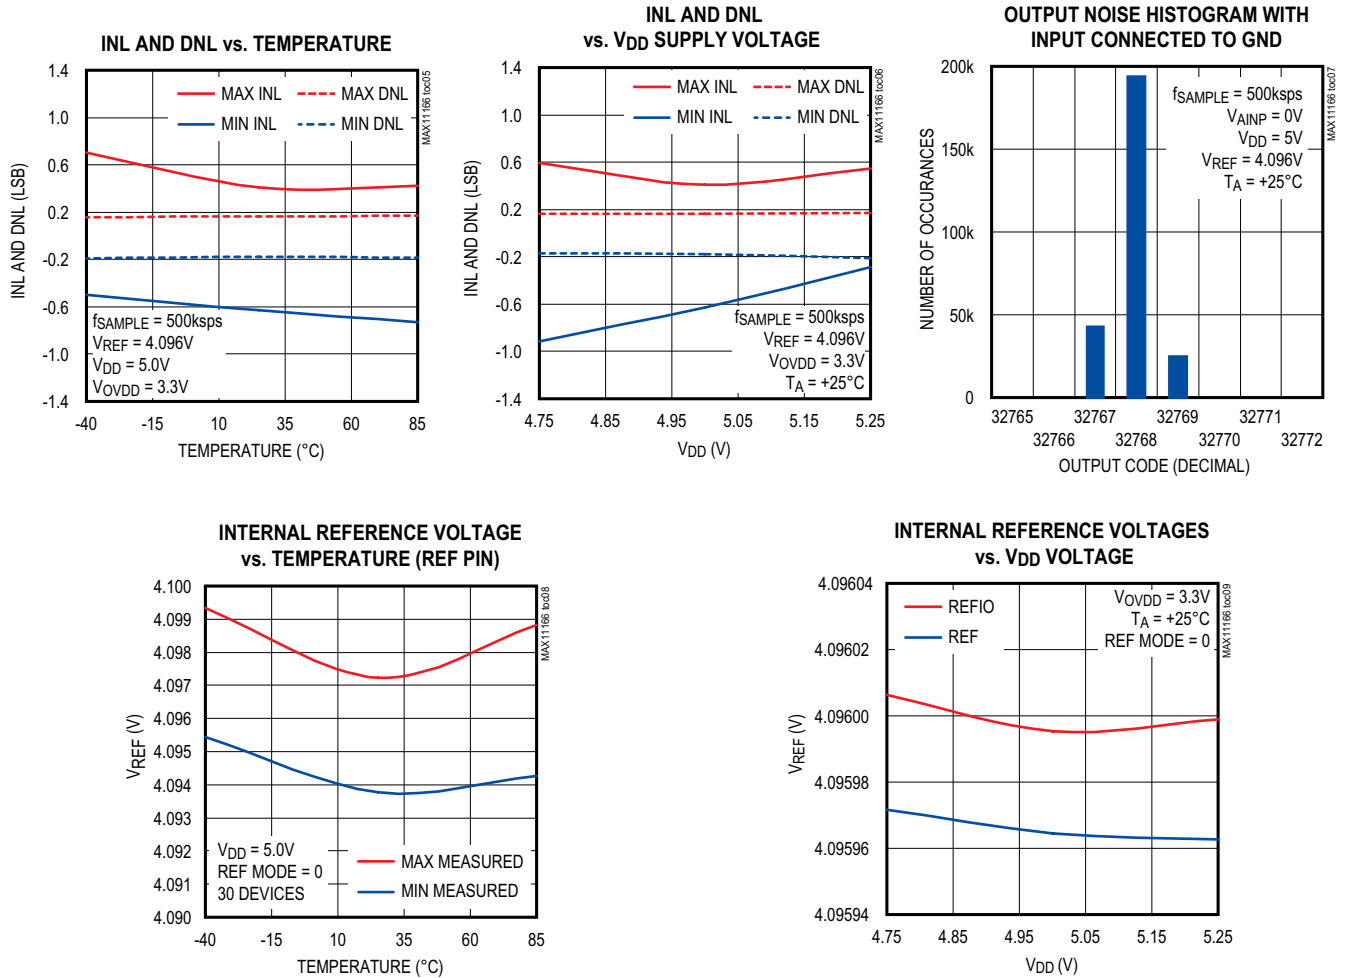 INL AND DNL vs. TEMPERATURE
1.4
1.0
0.6
0.2
-0.2
-0.6
-1.0
-1.4
INL AND DNL (LSB)
MAX INL
MAX DNL
MIN INL
MIN DNL
fSAMPLE = 500ksps
VREF = 4.096V
VDD = 5.0V
VOVDD = 3.3V
-40 -15 10 35 60 85
TEMPERATURE (°C)
MAX11166 toc05
INL AND DNL
vs. VDD SUPPLY VOLTAGE
1.4
1.0
0.6
0.2
-0.2
-0.6
-1.0
-1.4
INL AND DNL (LSB)
MAX INL
MAX DNL
MIN INL
MIN DNL
fSAMPLE = 500ksps
VREF = 4.096V
VOVDD = 3.3V
TA = +25°C
4.75 4.85 4.95 5.05 5.15 5.25
VDD (V)
MAX11166 toc06
OUTPUT NOISE HISTOGRAM WITH
INPUT CONNECTED TO GND
200k
150k
100k
50k
0
NUMBER OF OCCURANCES
fSAMPLE = 500ksps
VAINP = 0V
VDD = 5V
VREF = 4.096V
TA = +25°C
32765 32767 32769 32771
32766 32768 32770 32772
OUTPUT CODE (DECIMAL)
MAX11166 toc07
INTERNAL REFERENCE VOLTAGE
vs. TEMPERATURE (REF PIN)
4.100
4.099
4.098
4.097
4.096
4.095
4.094
4.093
4.092
4.091
4.090
VREF (V)
VDD = 5.0V
REF MODE = 0
30 DEVICES
MAX MEASURED
MIN MEASURED
-40 -15 10 35 60 85
TEMPERATURE (°C)
MAX11166 toc08
INTERNAL REFERENCE VOLTAGES
vs. VDD VOLTAGE
4.09604
4.09602
4.09600
4.09598
4.09596
4.09594
VREF (V)
REFIO
REF
VOVDD = 3.3V
TA = +25°C
REF MODE = 0
4.75 4.85 4.95 5.05 5.15 5.25
VDD (V)
MAX11166 toc09